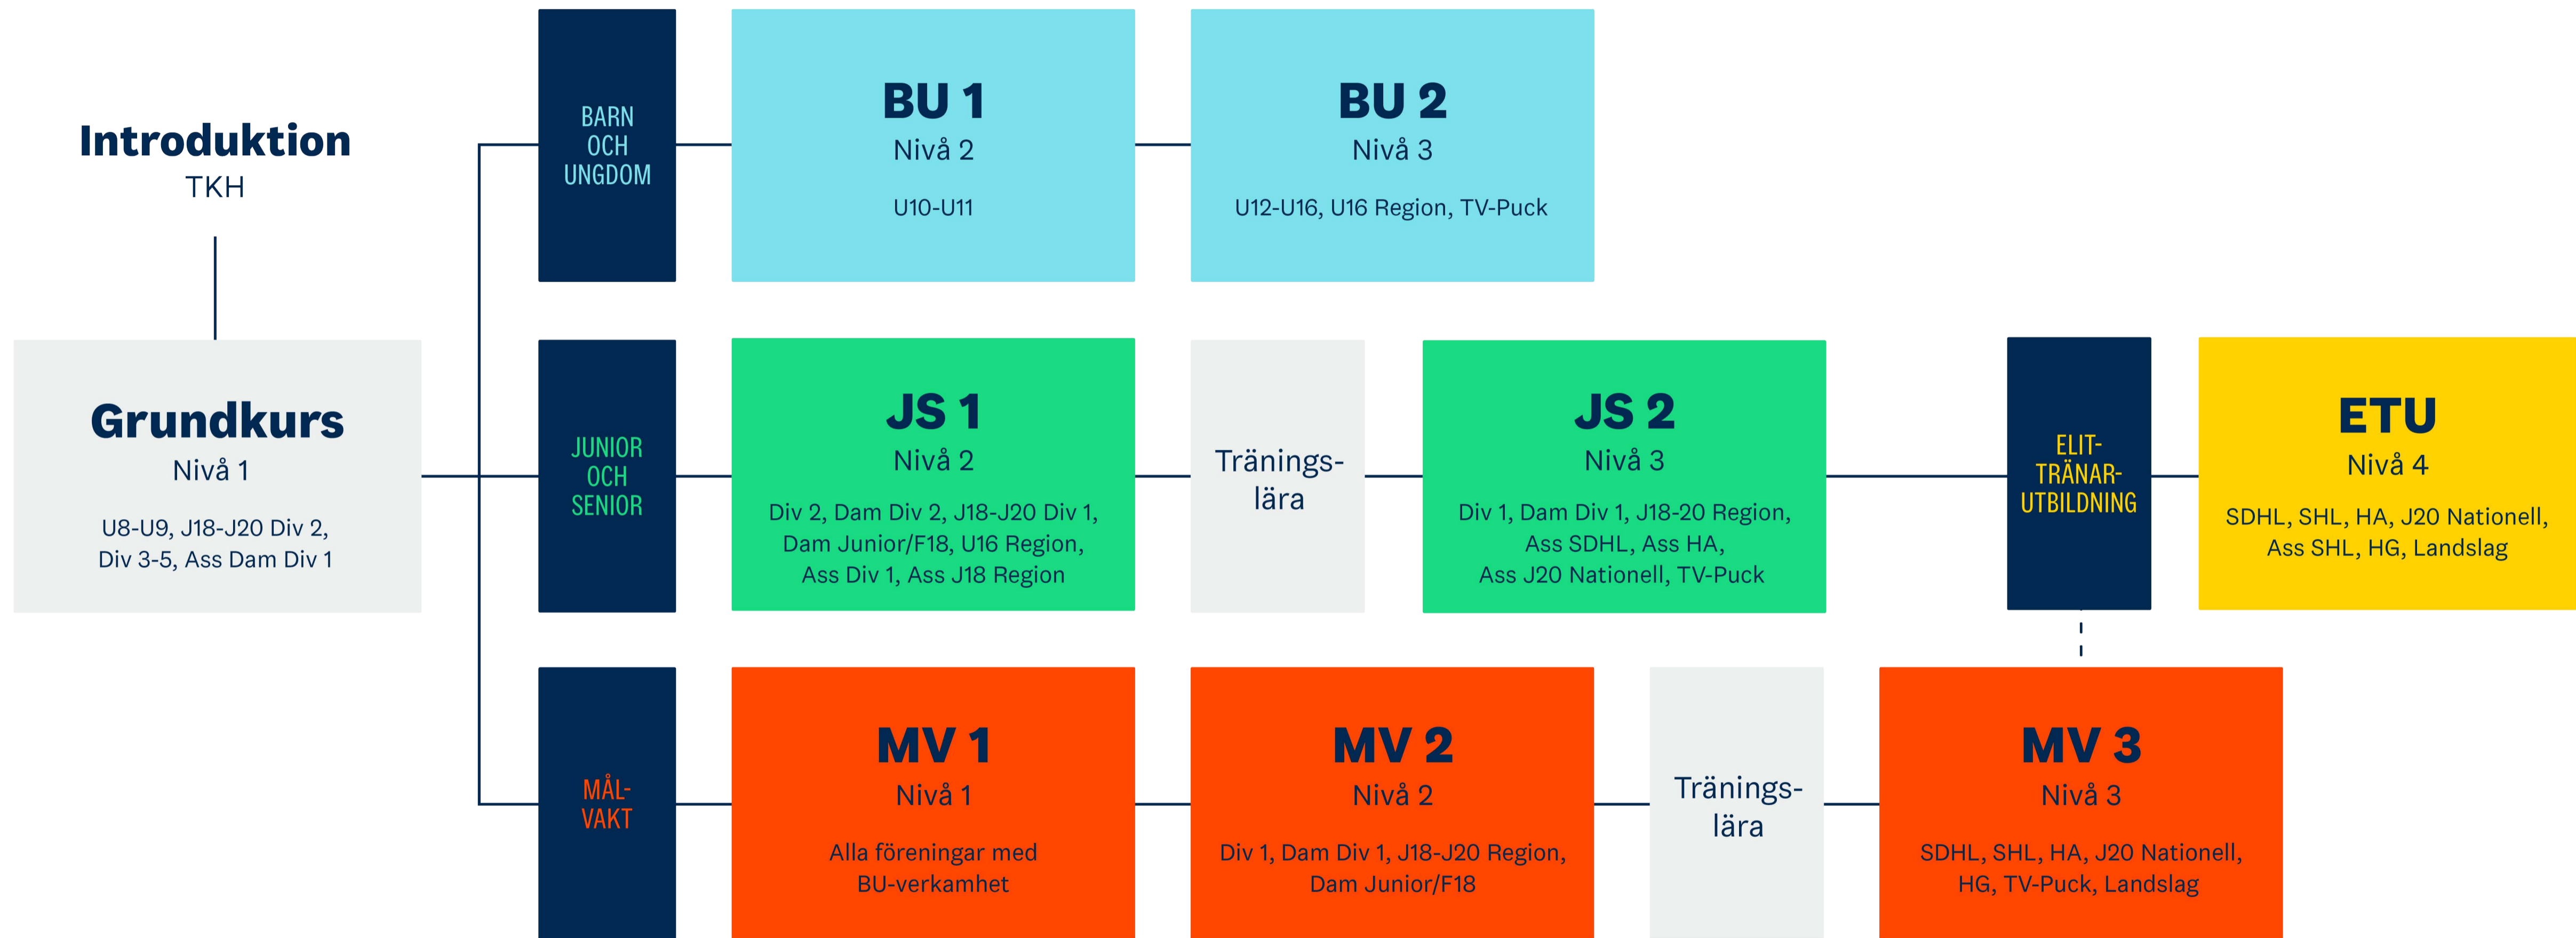 Introduktion
TKH
Grundkurs
Nivå 1
U8-U9, J18-J20 Div 2,
Div 3-5, Ass Dam Div 1
BARN
OCH
UNGDOM
BU 1
Nivå 2
U10-U11
BU 2
Nivå 3
U12-U16, U16 Region, TV-Puck
JUNIOR
OCH
SENIOR
JS 1
Nivå 2
Div 2, Dam Div 2, J18-J20 Div 1,
Dam Junior/F18, U16 Region,
Ass Div 1, Ass J18 Region
Tränings-
lära
JS 2
Nivå 3
Div 1, Dam Div 1, J18-20 Region,
Ass SDHL, Ass HA,
Ass J20 Nationell, TV-Puck
ELIT-
TRÄNAR-
UTBILDNING
ETU
Nivå 4
SDHL, SHL, HA, J20 Nationell,
Ass SHL, HG, Landslag
MÅL-
VAKT
MV 1
Nivå 1
Alla föreningar med
BU-verkamhet
MV 2
Nivå 2
Div 1, Dam Div 1, J18-J20 Region,
Dam Junior/F18
Tränings-
lära
MV 3
Nivå 3
SDHL, SHL, HA, J20 Nationell,
HG, TV-Puck, Landslag